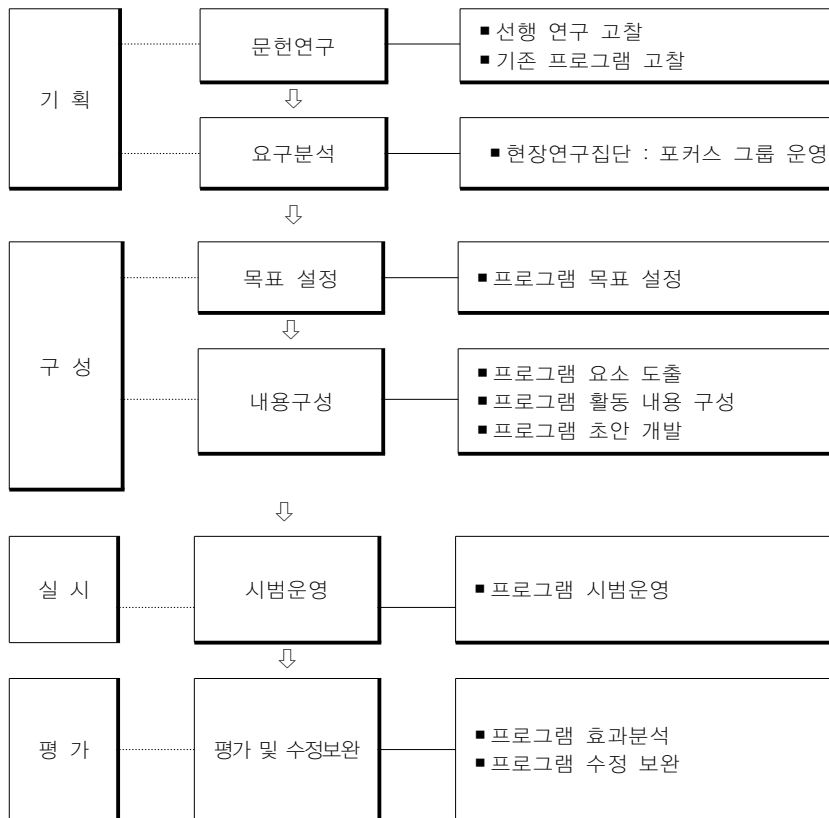 기 획
문헌연구
■ 선행 연구 고찰
■ 기존 프로그램 고찰
⇩
요구분석
■ 현장연구집단 : 포커스 그룹 운영
⇩
구 성
목표 설정
■ 프로그램 목표 설정
⇩
내용구성
■ 프로그램 요소 도출
■ 프로그램 활동 내용 구성
■ 프로그램 초안 개발
⇩
실 시
시범운영
■ 프로그램 시범운영
⇩
평 가
평가 및 수정보완
■ 프로그램 효과분석
■ 프로그램 수정 보완